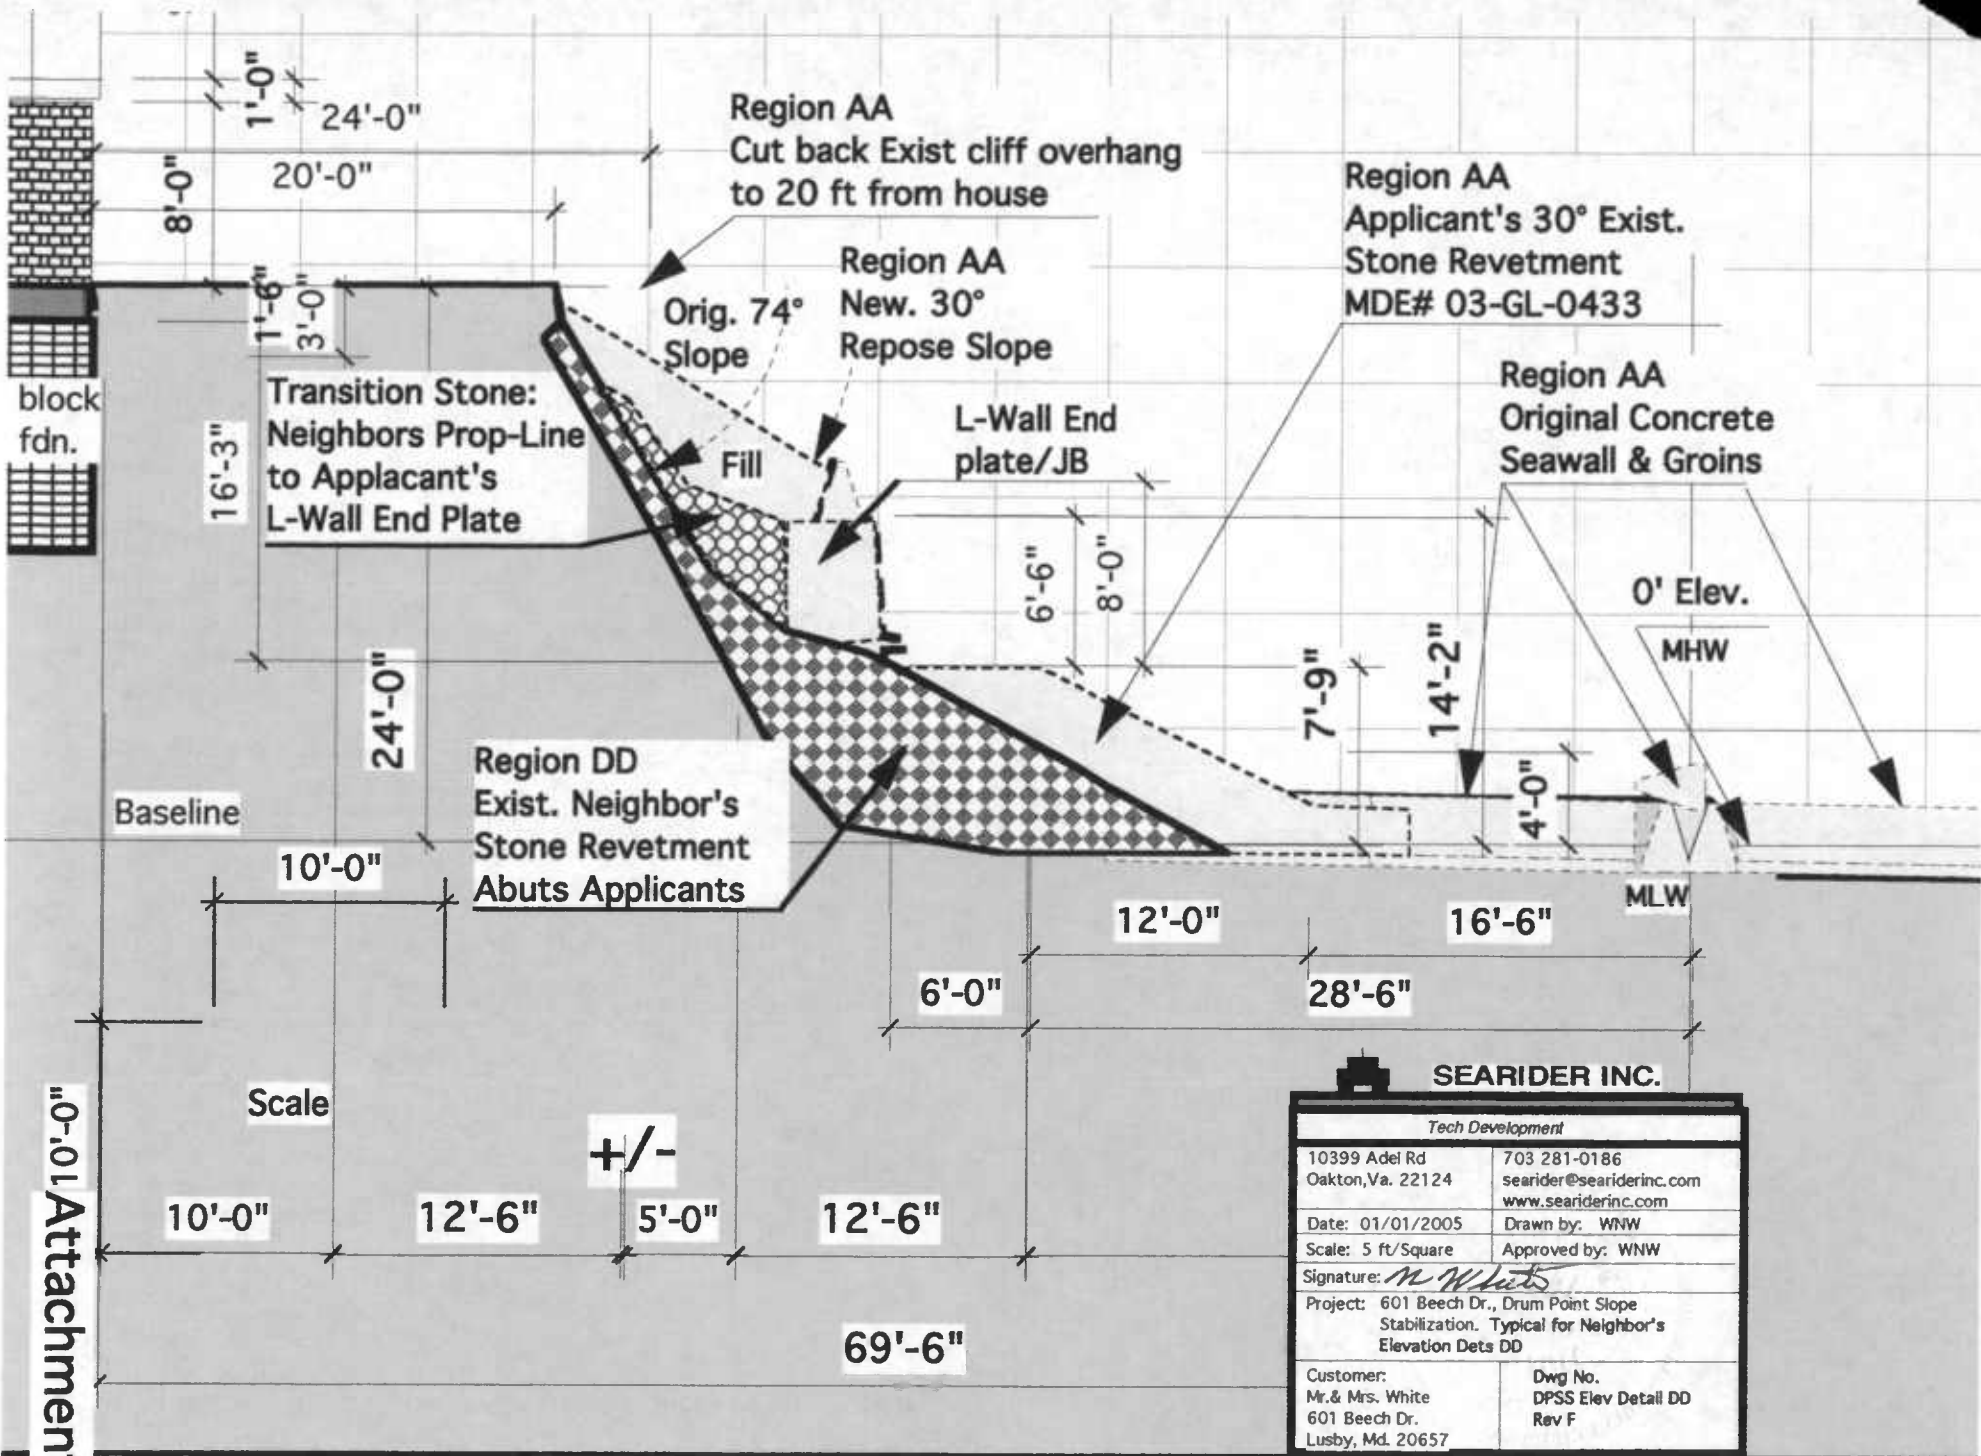 1'-0"
24'-0"
20'-0"
8'-0"
1'-6"
3'-0"
16'-3"
24'-0"
block
fdn.
Region AA
Cut back Exist cliff overhang
to 20 ft from house
Orig. 74°
Slope
Region AA
New. 30°
Repose Slope
Region AA
Applicant's 30° Exist.
Stone Revetment
MDE# 03-GL-0433
Region AA
Original Concrete
Seawall & Groins
Transition Stone:
Neighbors Prop-Line
to Applacant's
L-Wall End Plate
Fill
L-Wall End
plate/JB
6'-6"
8'-0"
0' Elev.
MHW
7'-9"
14'-2"
4'-0"
Region DD
Exist. Neighbor's
Stone Revetment
Abuts Applicants
Baseline
10'-0"
MLW
12'-0"
16'-6"
6'-0"
28'-6"
Scale
+/-
10'-0"
12'-6"
5'-0"
12'-6"
69'-6"
10'-0"
Attachmen
SEARIDER INC.
Tech Development
10399 Adel Rd
Oakton,Va. 22124
703 281-0186
searider@seariderinc.com
www.seariderinc.com
Date: 01/01/2005
Drawn by: WNW
Scale: 5 ft/Square
Approved by: WNW
Signature: N White
Project: 601 Beech Dr., Drum Point Slope
Stabilization. Typical for Neighbor's
Elevation Dets DD
Customer:
Mr.& Mrs. White
601 Beech Dr.
Lusby, Md. 20657
Dwg No.
DPSS Elev Detail DD
Rev F